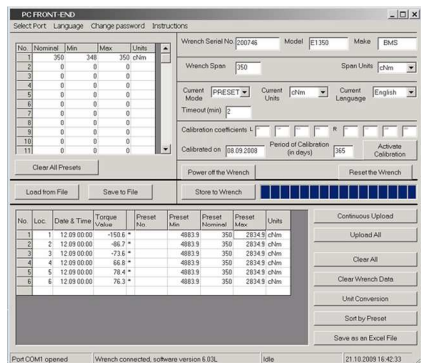 PC FRONT-END
Select Port Language Change password Instructions
No. Nominal Min Max Units
1 350 348 350 cNm
2 0 0 0
3 0 0 0
4 0 0 0
5 0 0 0
6 0 0 0
7 0 0 0
8 0 0 0
9 0 0 0
10 0 0 0
11 0 0 0
Clear All Presets
Load from File Save to File
Wrench Serial No 200746 Model E1350 Make BMS
Wrench Span 350 Span Units cNm
Current Mode PRESET Current Units cNm Current Language English
Timeout (min) 2
Calibration coefficients L R
Calibrated on 08.09.2008 Period of Calibration (in days) 365 Activate Calibration
Power off the Wrench Reset the Wrench
Store to Wrench
No. Loc. Date & Time Torque Value Preset No. Preset Min Preset Nominal Preset Max Units
1 1 12.09 00:00 -150.6 * 4883.9 350 2834.9 cNm
2 2 12.09 00:00 -86.7 * 4883.9 350 2834.9 cNm
3 3 12.09 00:00 -73.6 * 4883.9 350 2834.9 cNm
4 4 12.09 00:00 66.8 * 4883.9 350 2834.9 cNm
5 5 12.09 00:00 78.4 * 4883.9 350 2834.9 cNm
6 6 12.09 00:00 76.3 * 4883.9 350 2834.9 cNm
Continuous Upload
Upload All
Clear All
Clear Wrench Data
Unit Conversion
Sort by Preset
Save as an Excel File
Port COM1 opened Wrench connected, software version 6.03L Idle 21.10.2009 16:42:33